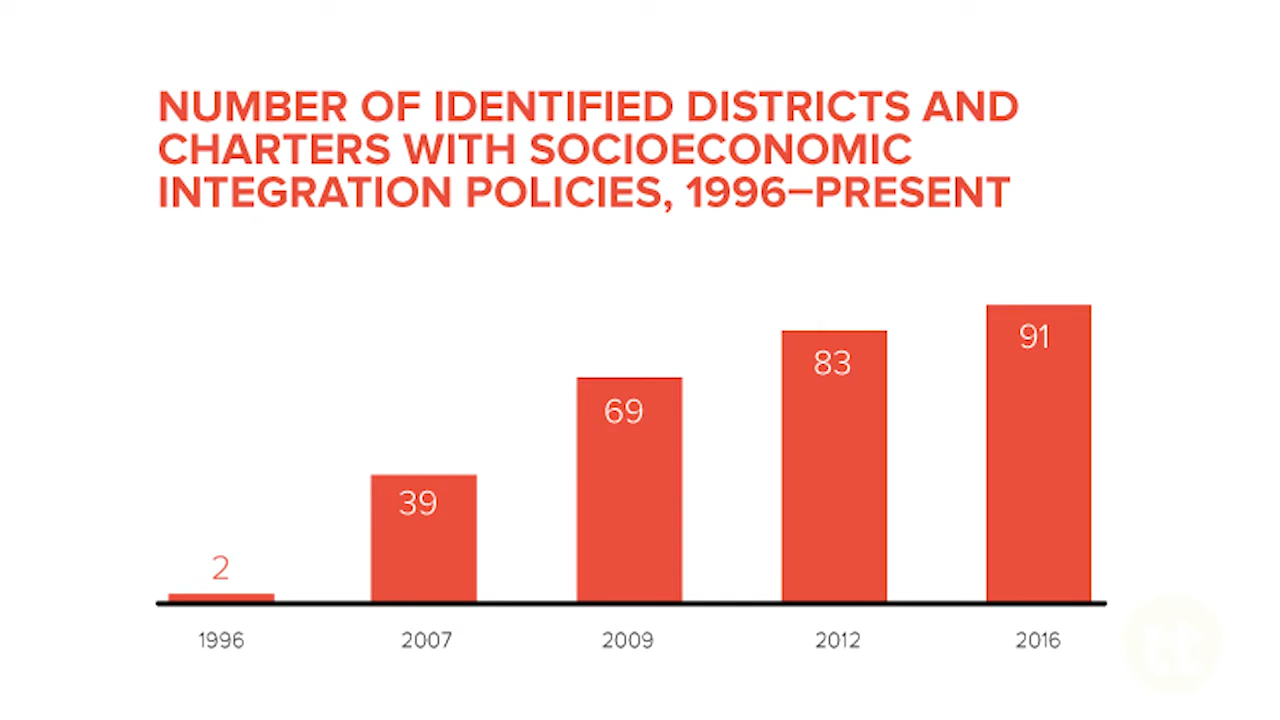 NUMBER OF IDENTIFIED DISTRICTS AND
CHARTERS WITH SOCIOECONOMIC
INTEGRATION POLICIES, 1996–PRESENT
2
39
69
83
91
1996 2007 2009 2012 2016
tt